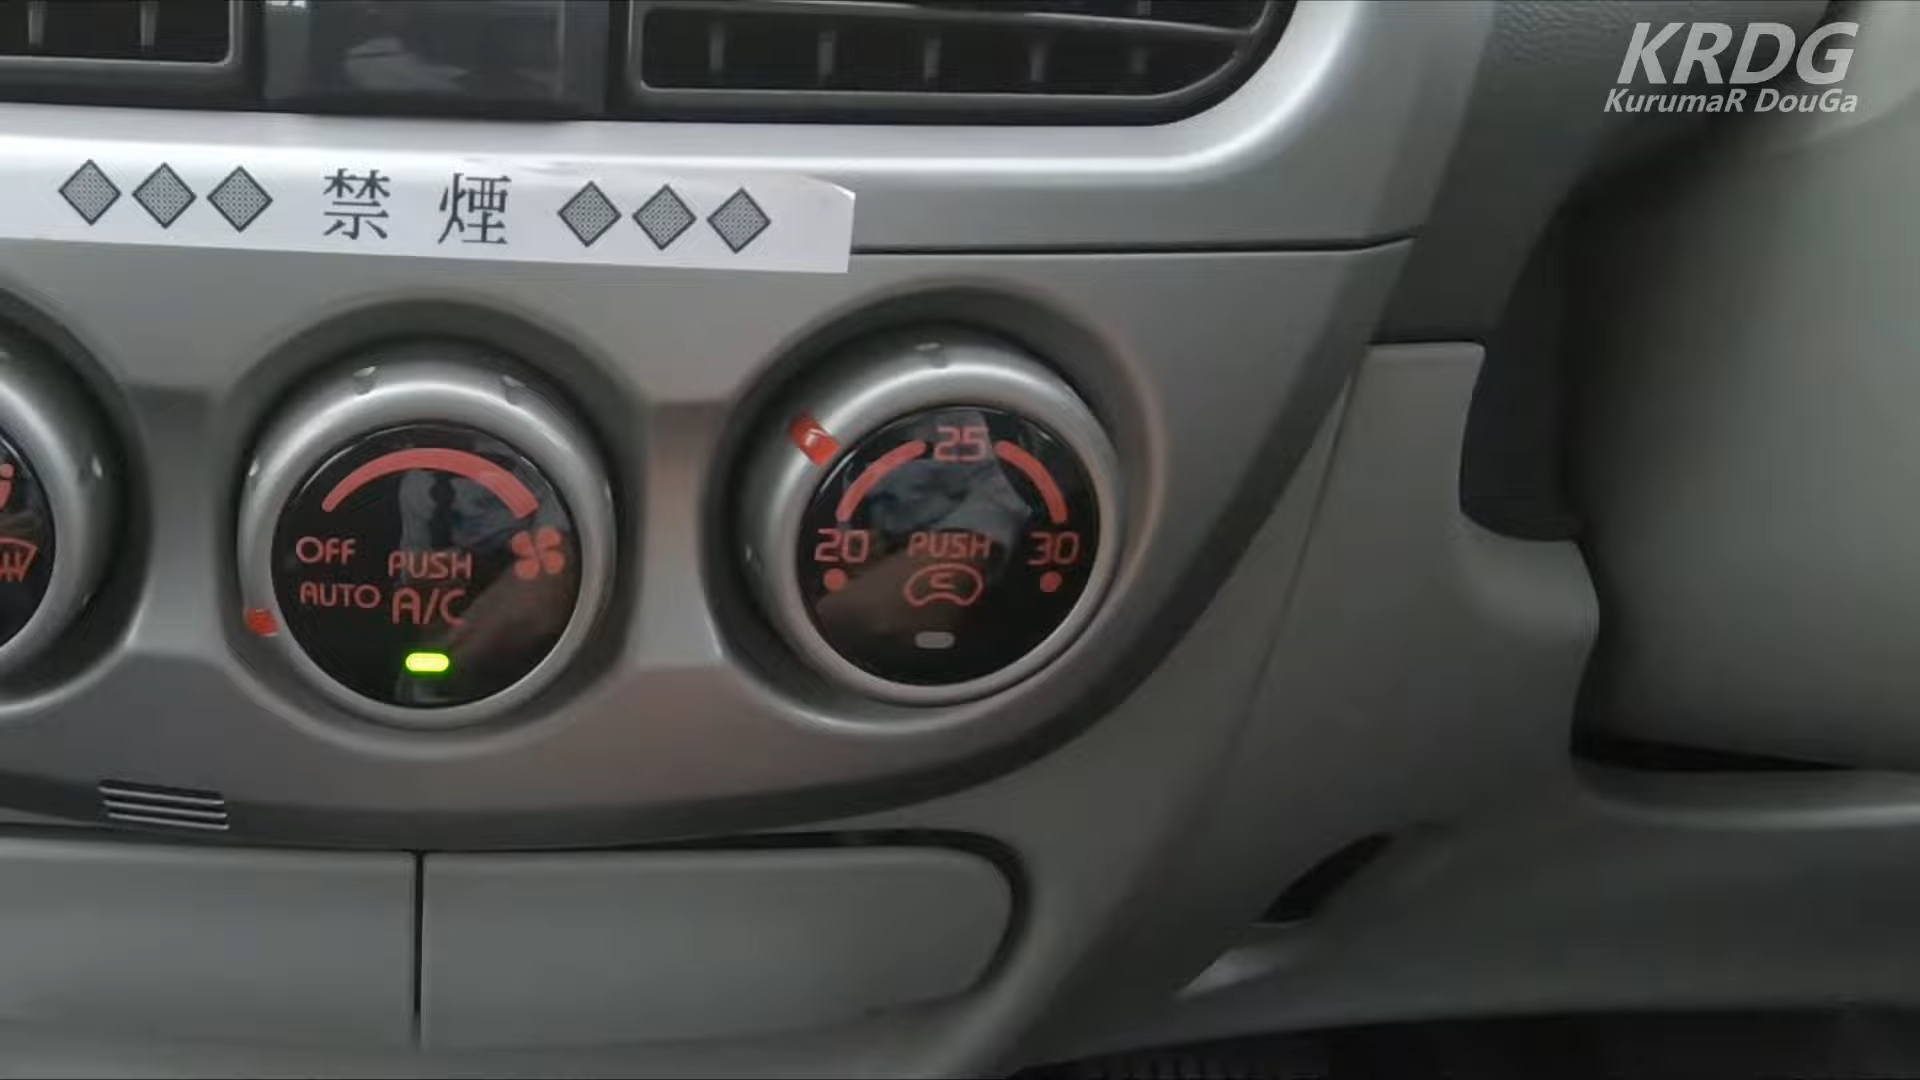 KRDG
KurumaR DouGa
◇◇◇ 禁煙 ◇◇◇
OFF
AUTO
PUSH
A/C
25
20
PUSH
30